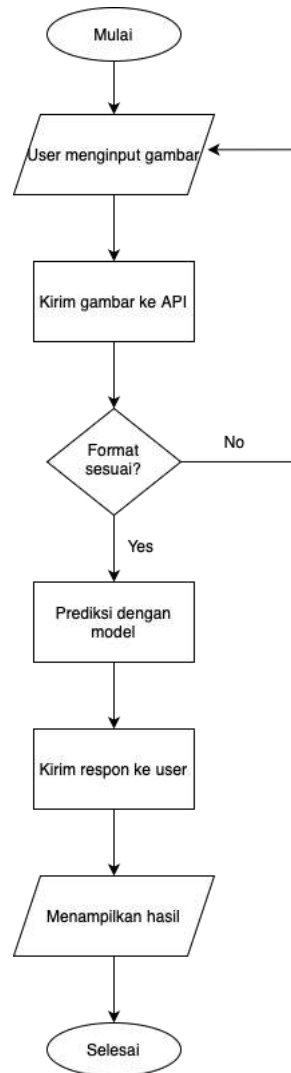 Mulai
User menginput gambar
Kirim gambar ke API
Format
sesuai?
No
Yes
Prediksi dengan
model
Kirim respon ke user
Menampilkan hasil
Selesai